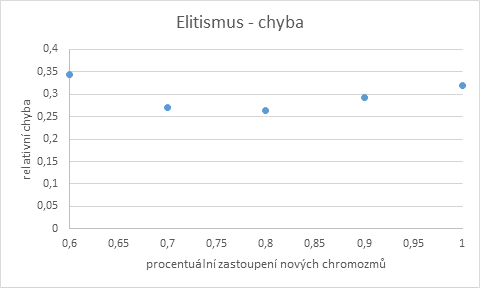 Elitismus - chyba
0,4
0,35
0,3
0,25
0,2
0,15
0,1
0,05
0
relativní chyba
0,6 0,65 0,7 0,75 0,8 0,85 0,9 0,95 1
procentuální zastoupení nových chromozmů